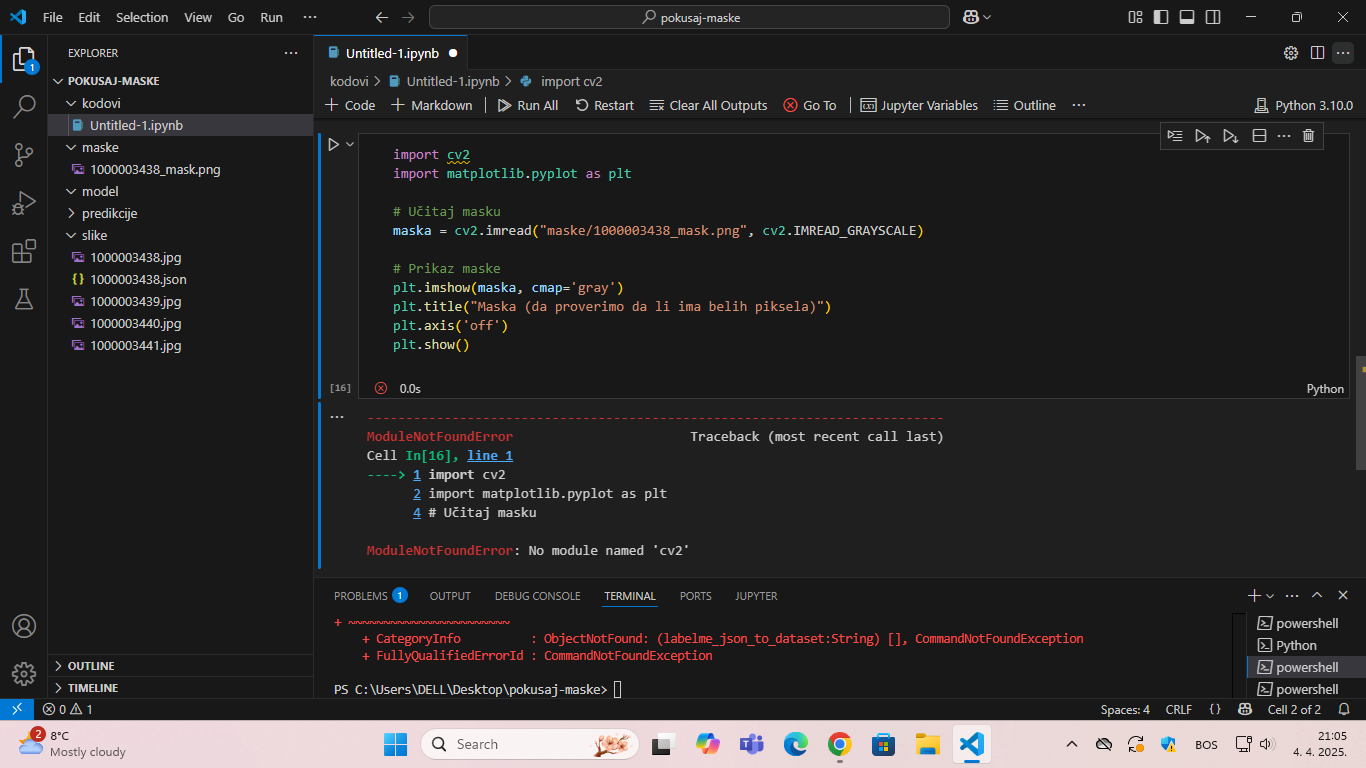 File Edit Selection View Go Run ··· pokusaj-maske
EXPLORER ···
POKUSAJ-MASKE
kodovi
Untitled-1.ipynb
maske
1000003438_mask.png
model
predikcije
slike
1000003438.jpg
{} 1000003438.json
1000003439.jpg
1000003440.jpg
1000003441.jpg
OUTLINE
TIMELINE
1
Untitled-1.ipynb ●
kodovi > Untitled-1.ipynb > import cv2
+ Code + Markdown | Run All Restart Clear All Outputs Go To | Jupyter Variables Outline ··· Python 3.10.0
import cv2
import matplotlib.pyplot as plt
# Učitaj masku
maska = cv2.imread("maske/1000003438_mask.png", cv2.IMREAD_GRAYSCALE)
# Prikaz maske
plt.imshow(maska, cmap='gray')
plt.title("Maska (da proverimo da li ima belih piksela)")
plt.axis('off')
plt.show()
[16] 0.0s Python
---------------------------------------------------------------------------
ModuleNotFoundError Traceback (most recent call last)
Cell In[16], line 1
----> 1 import cv2
2 import matplotlib.pyplot as plt
4 # Učitaj masku
ModuleNotFoundError: No module named 'cv2'
PROBLEMS 1 OUTPUT DEBUG CONSOLE TERMINAL PORTS JUPYTER
+ ~~~~~~~~~~~~~~~~~~~~~~~~
+ CategoryInfo : ObjectNotFound: (labelme_json_to_dataset:String) [], CommandNotFoundException
+ FullyQualifiedErrorId : CommandNotFoundException
PS C:\Users\DELL\Desktop\pokusaj-maske>
powershell
Python
powershell
powershell
0 1 Spaces: 4 CRLF {} Cell 2 of 2
2 8°C
Mostly cloudy
Search
BOS
21:05
4. 4. 2025.